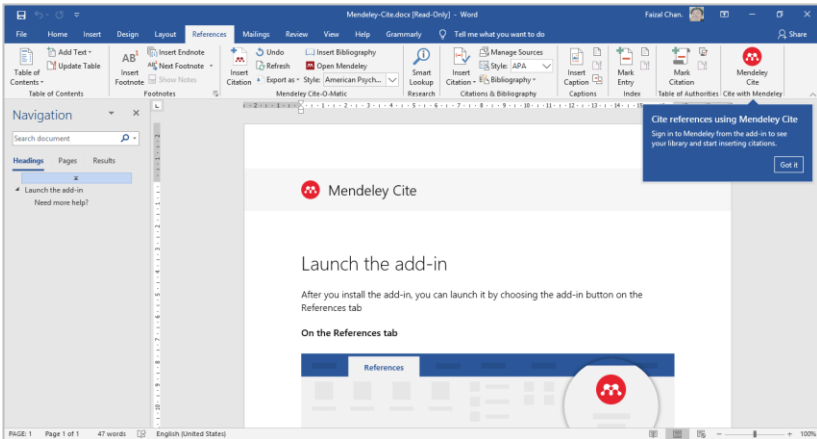 Mendeley-Cite.docx [Read-Only] - Word
Faizal Chan.
File Home Insert Design Layout References Mailings Review View Help Grammarly Tell me what you want to do Share
Table of Contents
Add Text
Update Table
Table of Contents
AB¹
Insert Footnote
Insert Endnote
Next Footnote
Show Notes
Footnotes
Insert Citation
Undo
Refresh
Export as
Insert Bibliography
Open Mendeley
Style: American Psych...
Mendeley Cite-O-Matic
Smart Lookup
Research
Insert Citation
Manage Sources
Style: APA
Bibliography
Citations & Bibliography
Insert Caption
Captions
Mark Entry
Index
Mark Citation
Table of Authorities
Mendeley Cite
Cite with Mendeley
Navigation
Search document
Headings Pages Results
Launch the add-in
Need more help?
Cite references using Mendeley Cite
Sign in to Mendeley from the add-in to see
your library and start inserting citations.
Got it
Mendeley Cite
Launch the add-in
After you install the add-in, you can launch it by choosing the add-in button on the
References tab
On the References tab
References
PAGE: 1 Page 1 of 1 47 words English (United States) 100%